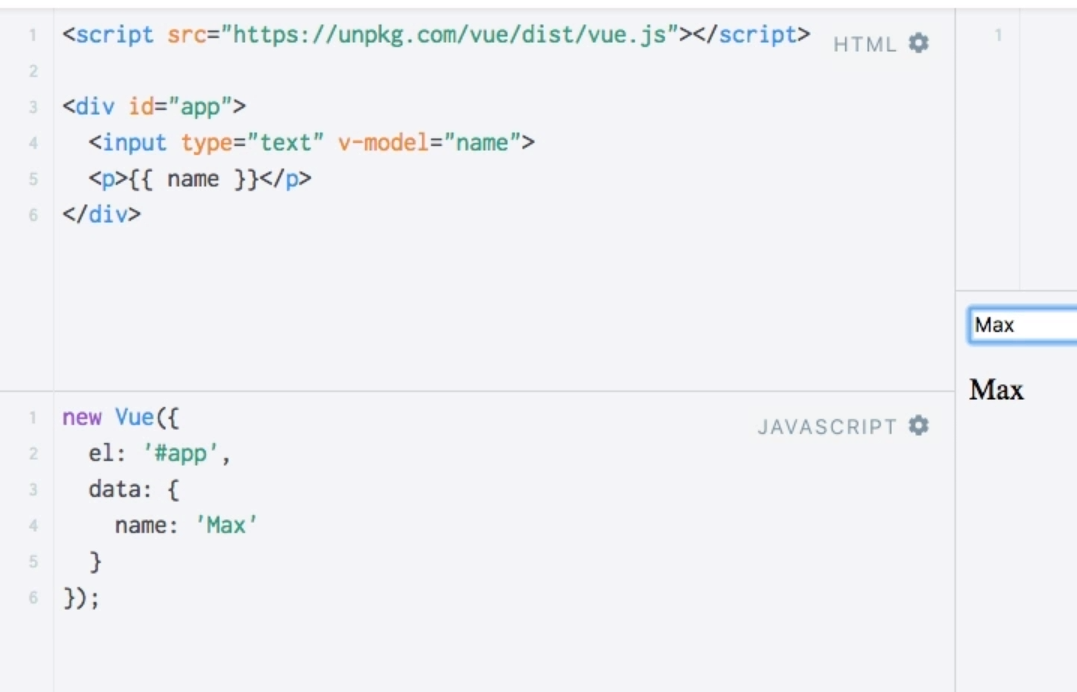 1 <script src="https://unpkg.com/vue/dist/vue.js"></script>
HTML
2
3 <div id="app">
4   <input type="text" v-model="name">
5   <p>{{ name }}</p>
6 </div>
1 new Vue({
JAVASCRIPT
2   el: '#app',
3   data: {
4     name: 'Max'
5   }
6 });
1
Max
Max